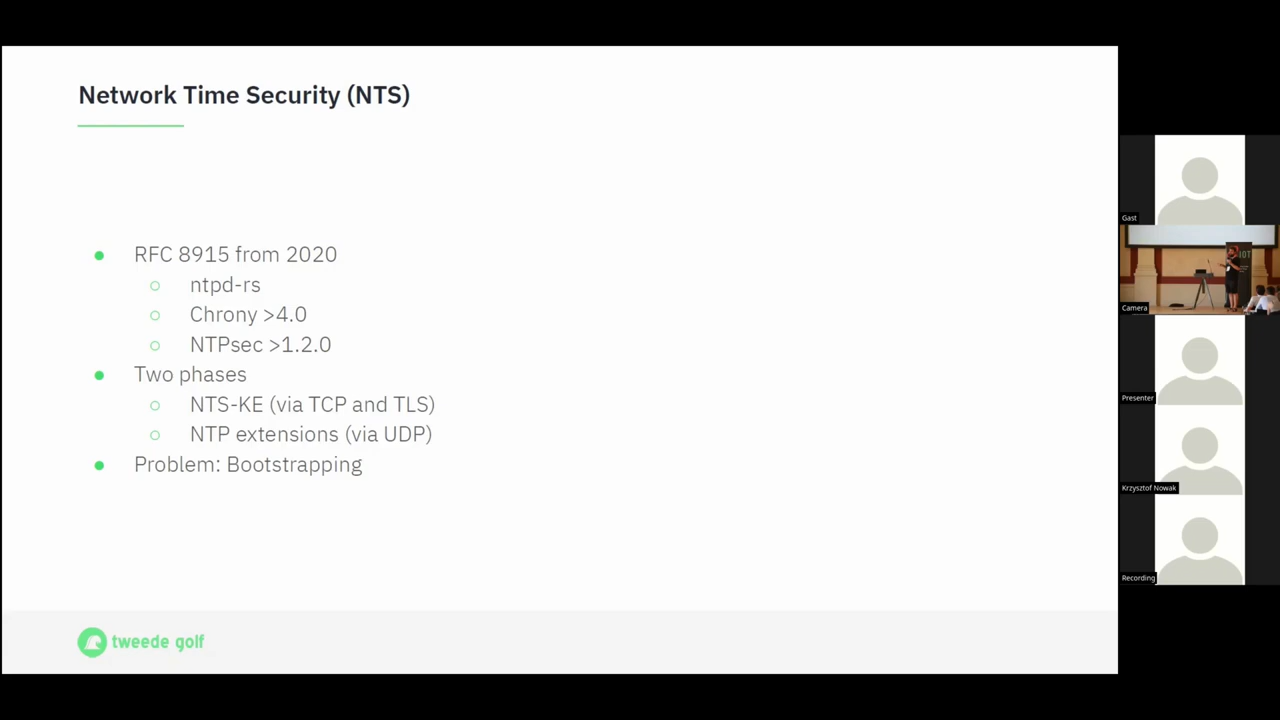 Network Time Security (NTS)
RFC 8915 from 2020
ntpd-rs
Chrony >4.0
NTPsec >1.2.0
Two phases
NTS-KE (via TCP and TLS)
NTP extensions (via UDP)
Problem: Bootstrapping
tweede golf
Gast
IOT
Camera
Presenter
Krzysztof Nowak
Recording